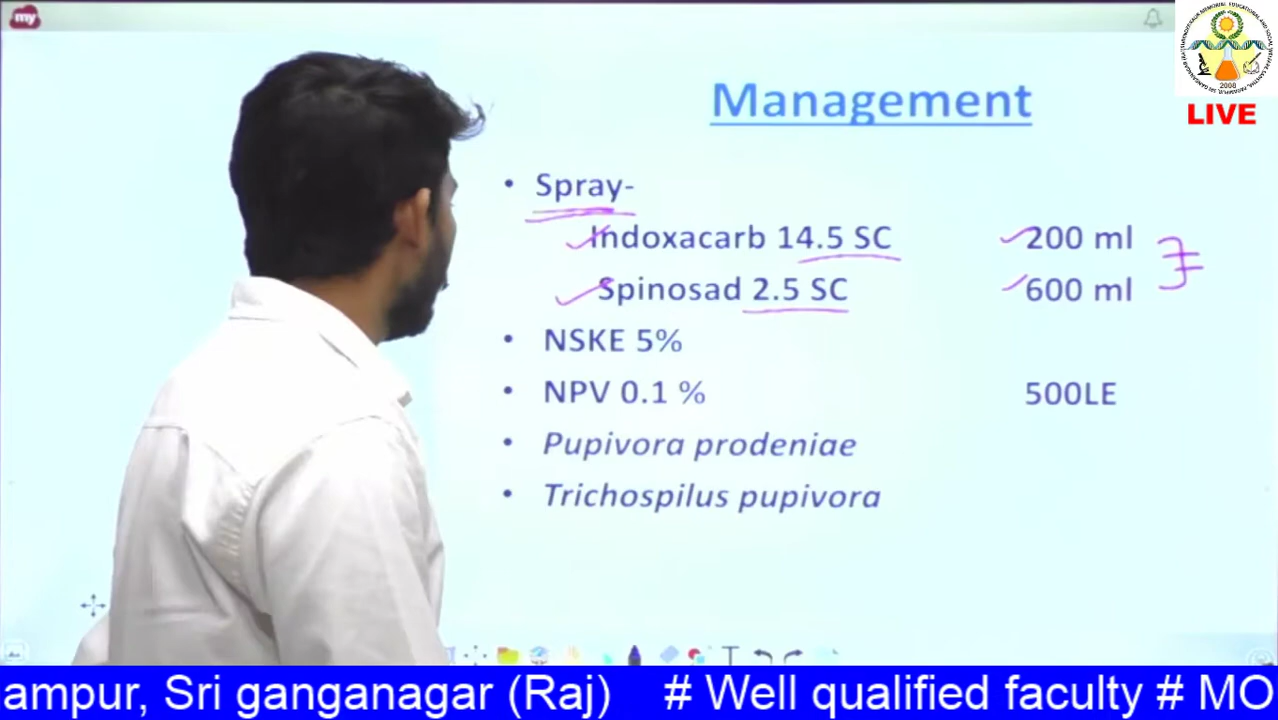 my
Management
• Spray-
Indoxacarb 14.5 SC 200 ml
Spinosad 2.5 SC 600 ml
• NSKE 5%
• NPV 0.1 % 500LE
• Pupivora prodeniae
• Trichospilus pupivora
2008
LIVE
ampur, Sri ganganagar (Raj) # Well qualified faculty # MO